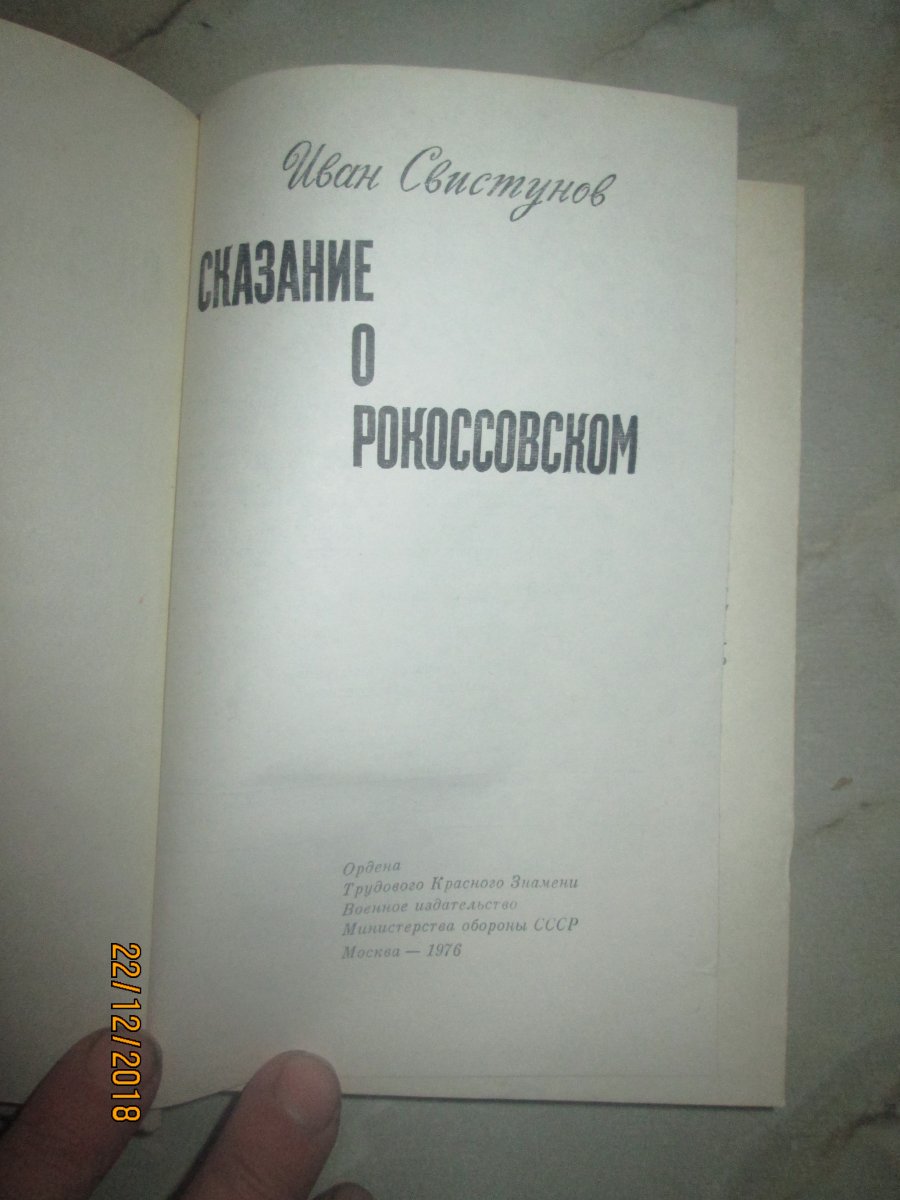 Иван Свистунов
СКАЗАНИЕ
О
РОКОССОВСКОМ
Ордена
Трудового Красного Знамени
Военное издательство
Министерства обороны СССР
Москва — 1976
22/12/2018